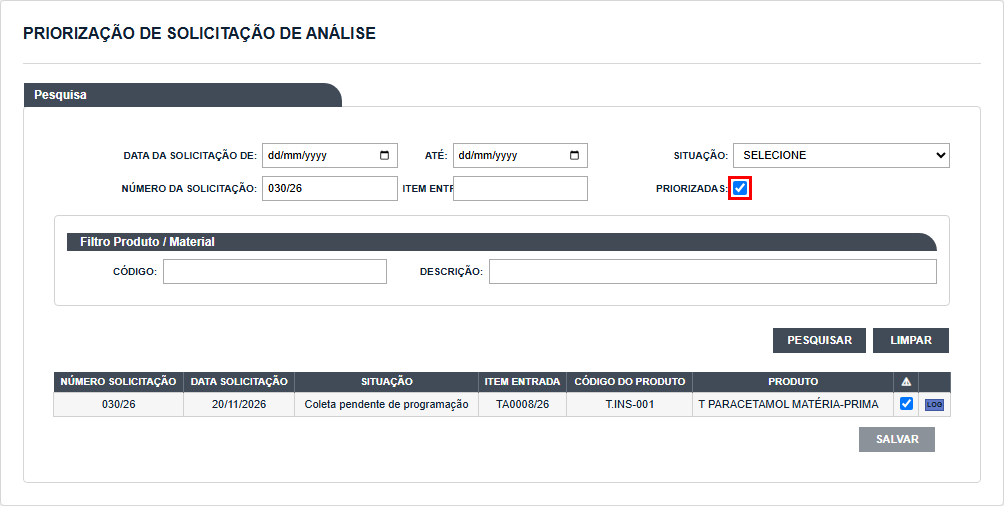 PRIORIZAÇÃO DE SOLICITAÇÃO DE ANÁLISE
Pesquisa
DATA DA SOLICITAÇÃO DE: dd/mm/yyyy ATÉ: dd/mm/yyyy SITUAÇÃO: SELECIONE
NÚMERO DA SOLICITAÇÃO: 030/26 ITEM ENTR PRIORIZADAS:
Filtro Produto / Material
CÓDIGO: DESCRIÇÃO:
PESQUISAR LIMPAR
NÚMERO SOLICITAÇÃO DATA SOLICITAÇÃO SITUAÇÃO ITEM ENTRADA CÓDIGO DO PRODUTO PRODUTO
030/26 20/11/2026 Coleta pendente de programação TA0008/26 T.INS-001 T PARACETAMOL MATÉRIA-PRIMA LOG
SALVAR